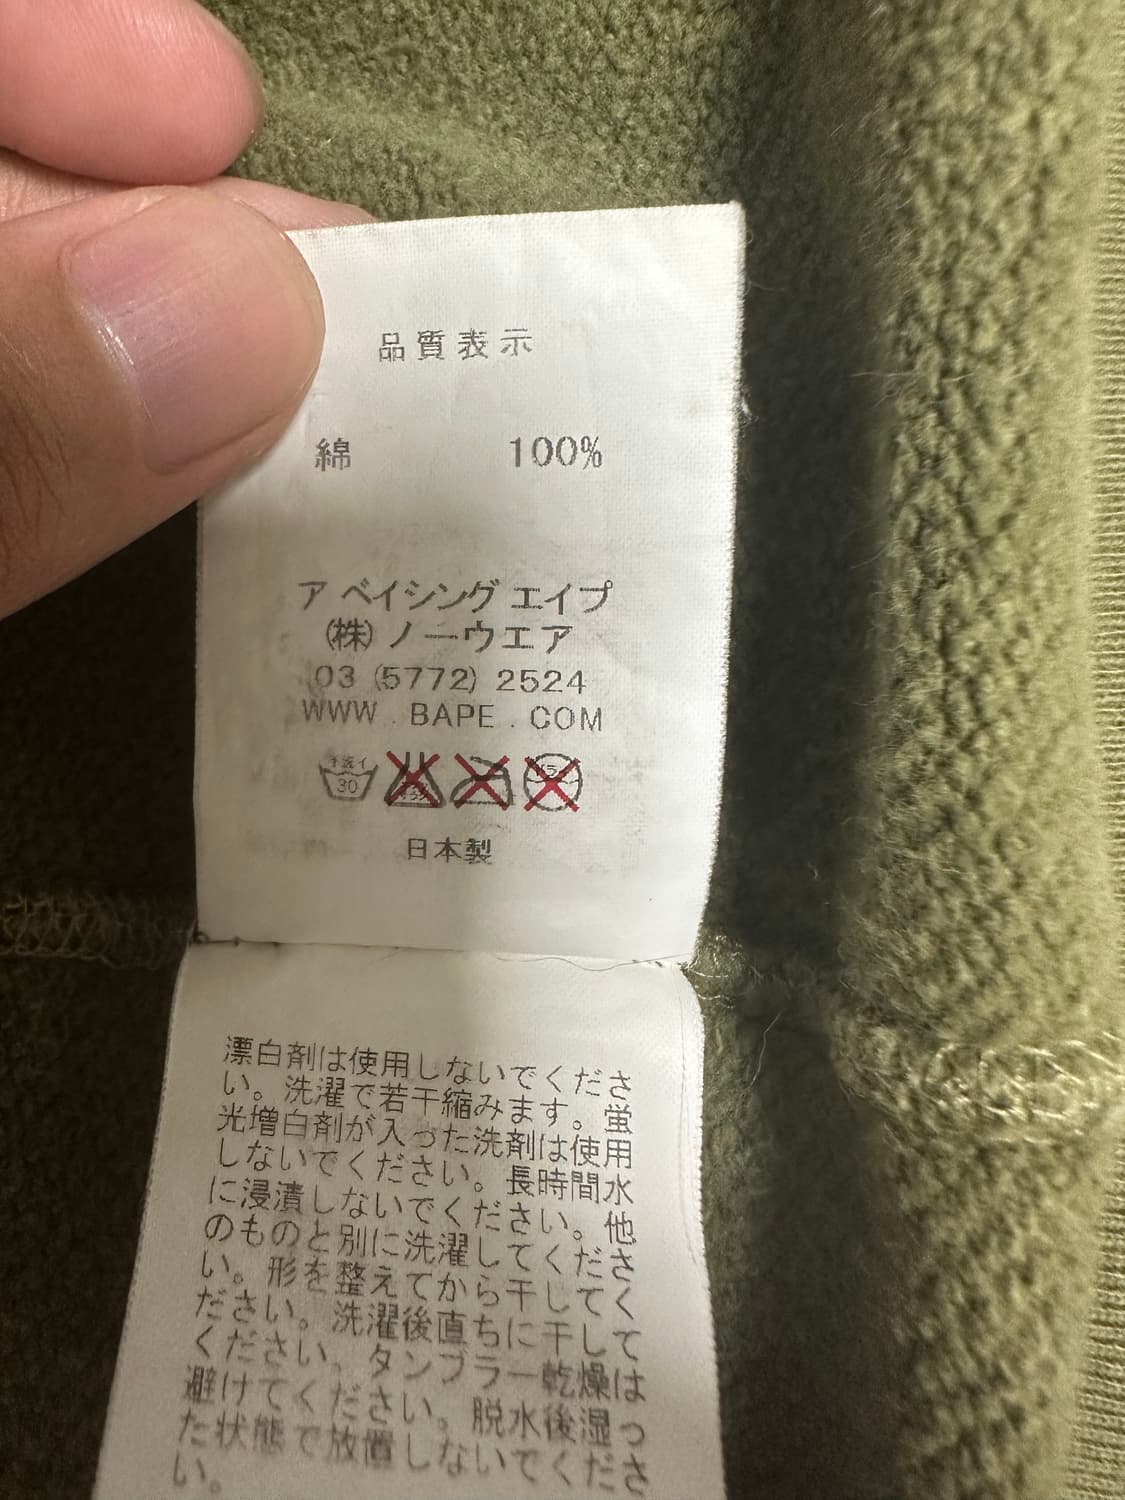 品質表示
綿 100%
ア ベイシング エイプ
(株) ノーウエア
03 (5772) 2524
WWW . BAPE . COM
手洗イ
30
日本製
漂白剤は使用しないでくださ
い。洗濯で若干縮みます。蛍
光増白剤が入った洗剤は使用
しないでください。長時間水
に浸漬しないでください。他
のものと別に洗濯してくださ
い。形を整えてから干してく
ださい。洗濯後直ちに干して
ください。タンブラー乾燥は
避けてください。脱水後湿っ
た状態で放置しないでくださ
い。